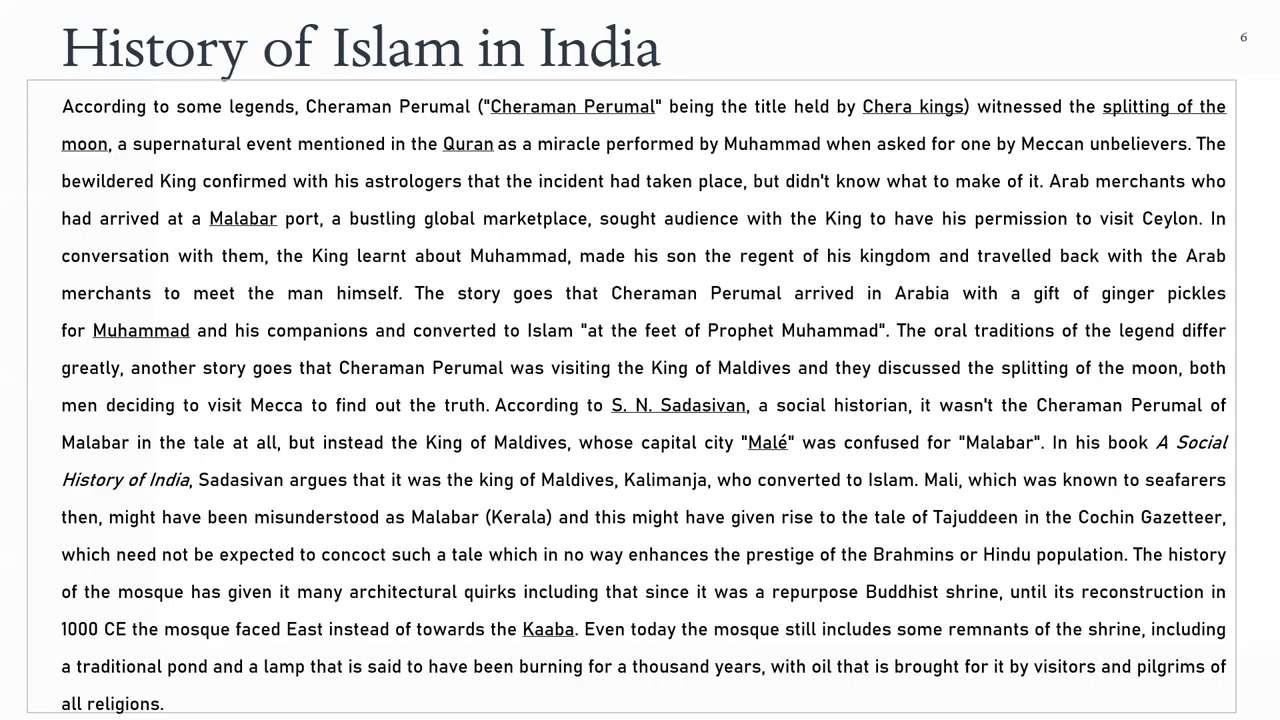 History of Islam in India
6
According to some legends, Cheraman Perumal ("Cheraman Perumal" being the title held by Chera kings) witnessed the splitting of the
moon, a supernatural event mentioned in the Quran as a miracle performed by Muhammad when asked for one by Meccan unbelievers. The
bewildered King confirmed with his astrologers that the incident had taken place, but didn't know what to make of it. Arab merchants who
had arrived at a Malabar port, a bustling global marketplace, sought audience with the King to have his permission to visit Ceylon. In
conversation with them, the King learnt about Muhammad, made his son the regent of his kingdom and travelled back with the Arab
merchants to meet the man himself. The story goes that Cheraman Perumal arrived in Arabia with a gift of ginger pickles
for Muhammad and his companions and converted to Islam "at the feet of Prophet Muhammad". The oral traditions of the legend differ
greatly, another story goes that Cheraman Perumal was visiting the King of Maldives and they discussed the splitting of the moon, both
men deciding to visit Mecca to find out the truth. According to S. N. Sadasivan, a social historian, it wasn't the Cheraman Perumal of
Malabar in the tale at all, but instead the King of Maldives, whose capital city "Malé" was confused for "Malabar". In his book A Social
History of India, Sadasivan argues that it was the king of Maldives, Kalimanja, who converted to Islam. Mali, which was known to seafarers
then, might have been misunderstood as Malabar (Kerala) and this might have given rise to the tale of Tajuddeen in the Cochin Gazetteer,
which need not be expected to concoct such a tale which in no way enhances the prestige of the Brahmins or Hindu population. The history
of the mosque has given it many architectural quirks including that since it was a repurpose Buddhist shrine, until its reconstruction in
1000 CE the mosque faced East instead of towards the Kaaba. Even today the mosque still includes some remnants of the shrine, including
a traditional pond and a lamp that is said to have been burning for a thousand years, with oil that is brought for it by visitors and pilgrims of
all religions.